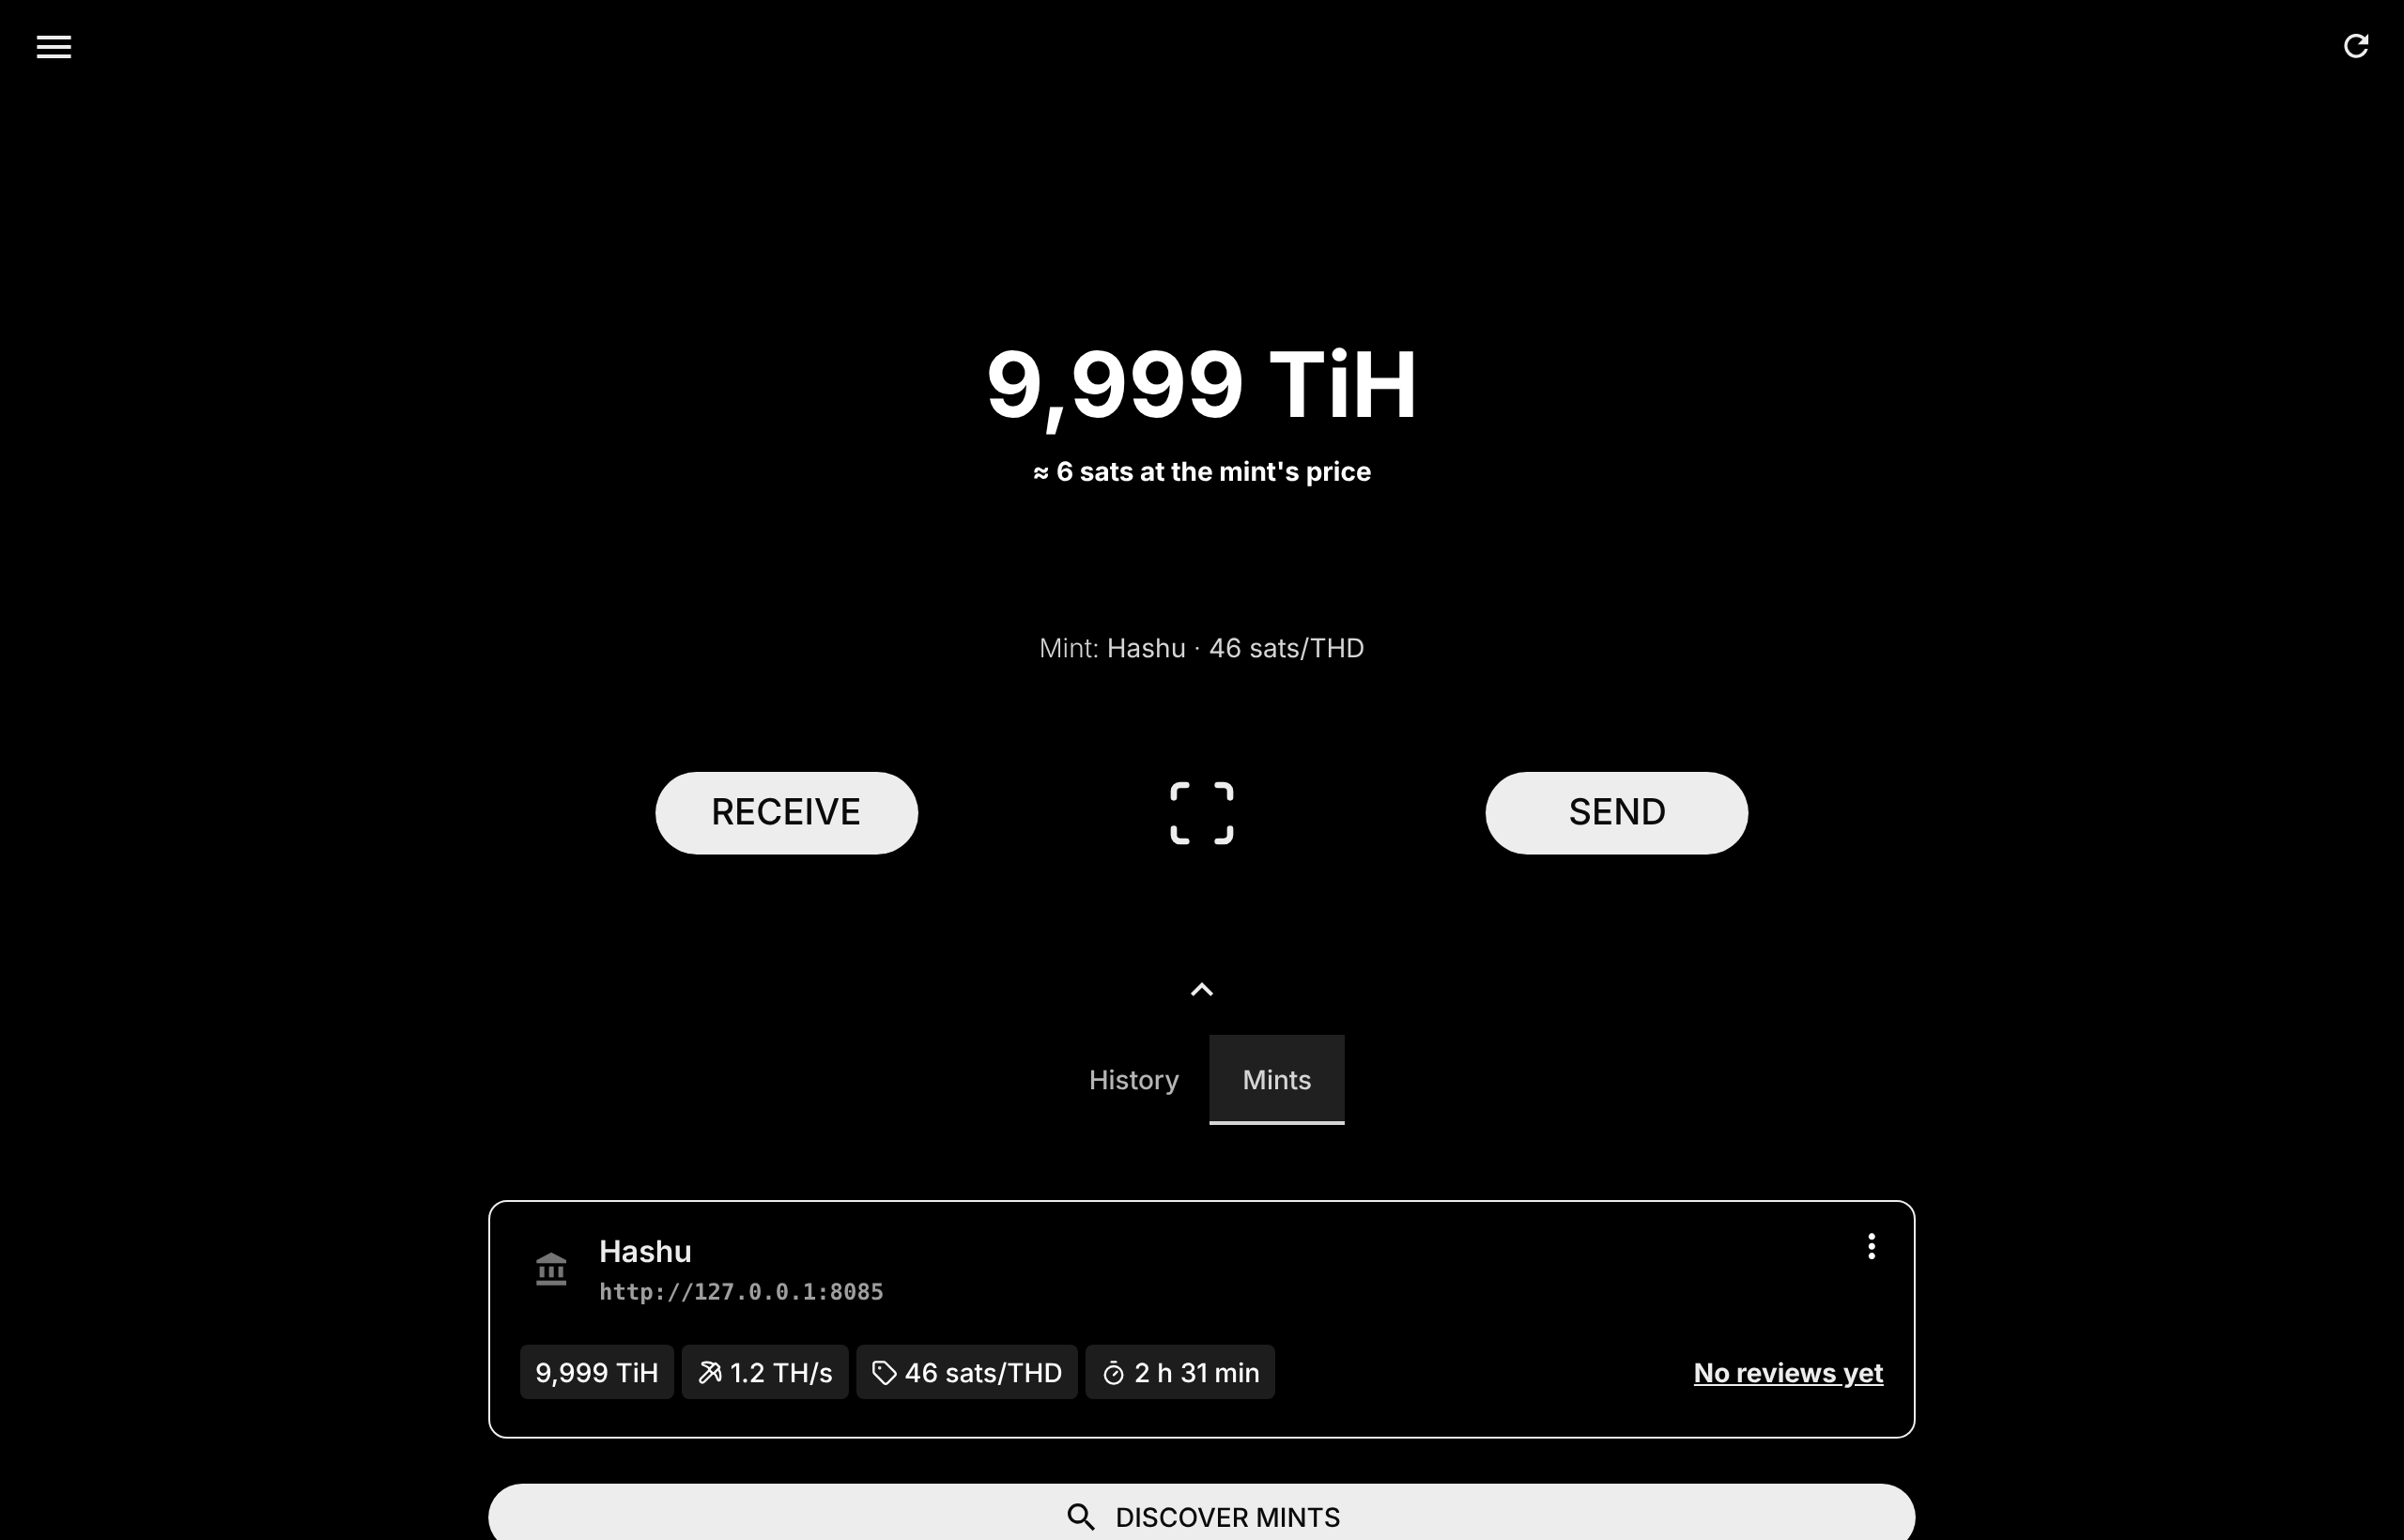 9,999 TiH
≈ 6 sats at the mint's price
Mint: Hashu · 46 sats/THD
RECEIVE
SEND
History
Mints
Hashu
http://127.0.0.1:8085
9,999 TiH
1.2 TH/s
46 sats/THD
2 h 31 min
No reviews yet
DISCOVER MINTS